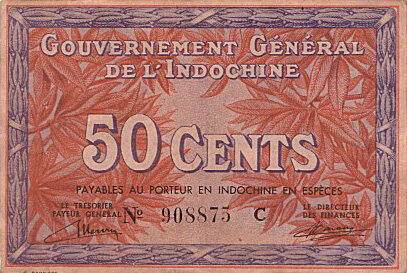 GOUVERNEMENT GÉNÉRAL
DE L'INDOCHINE
50 CENTS
PAYABLES AU PORTEUR EN INDOCHINE EN ESPÈCES
LE TRÉSORIER
PAYEUR GÉNÉRAL
No 908875 C
LE DIRECTEUR
DES FINANCES